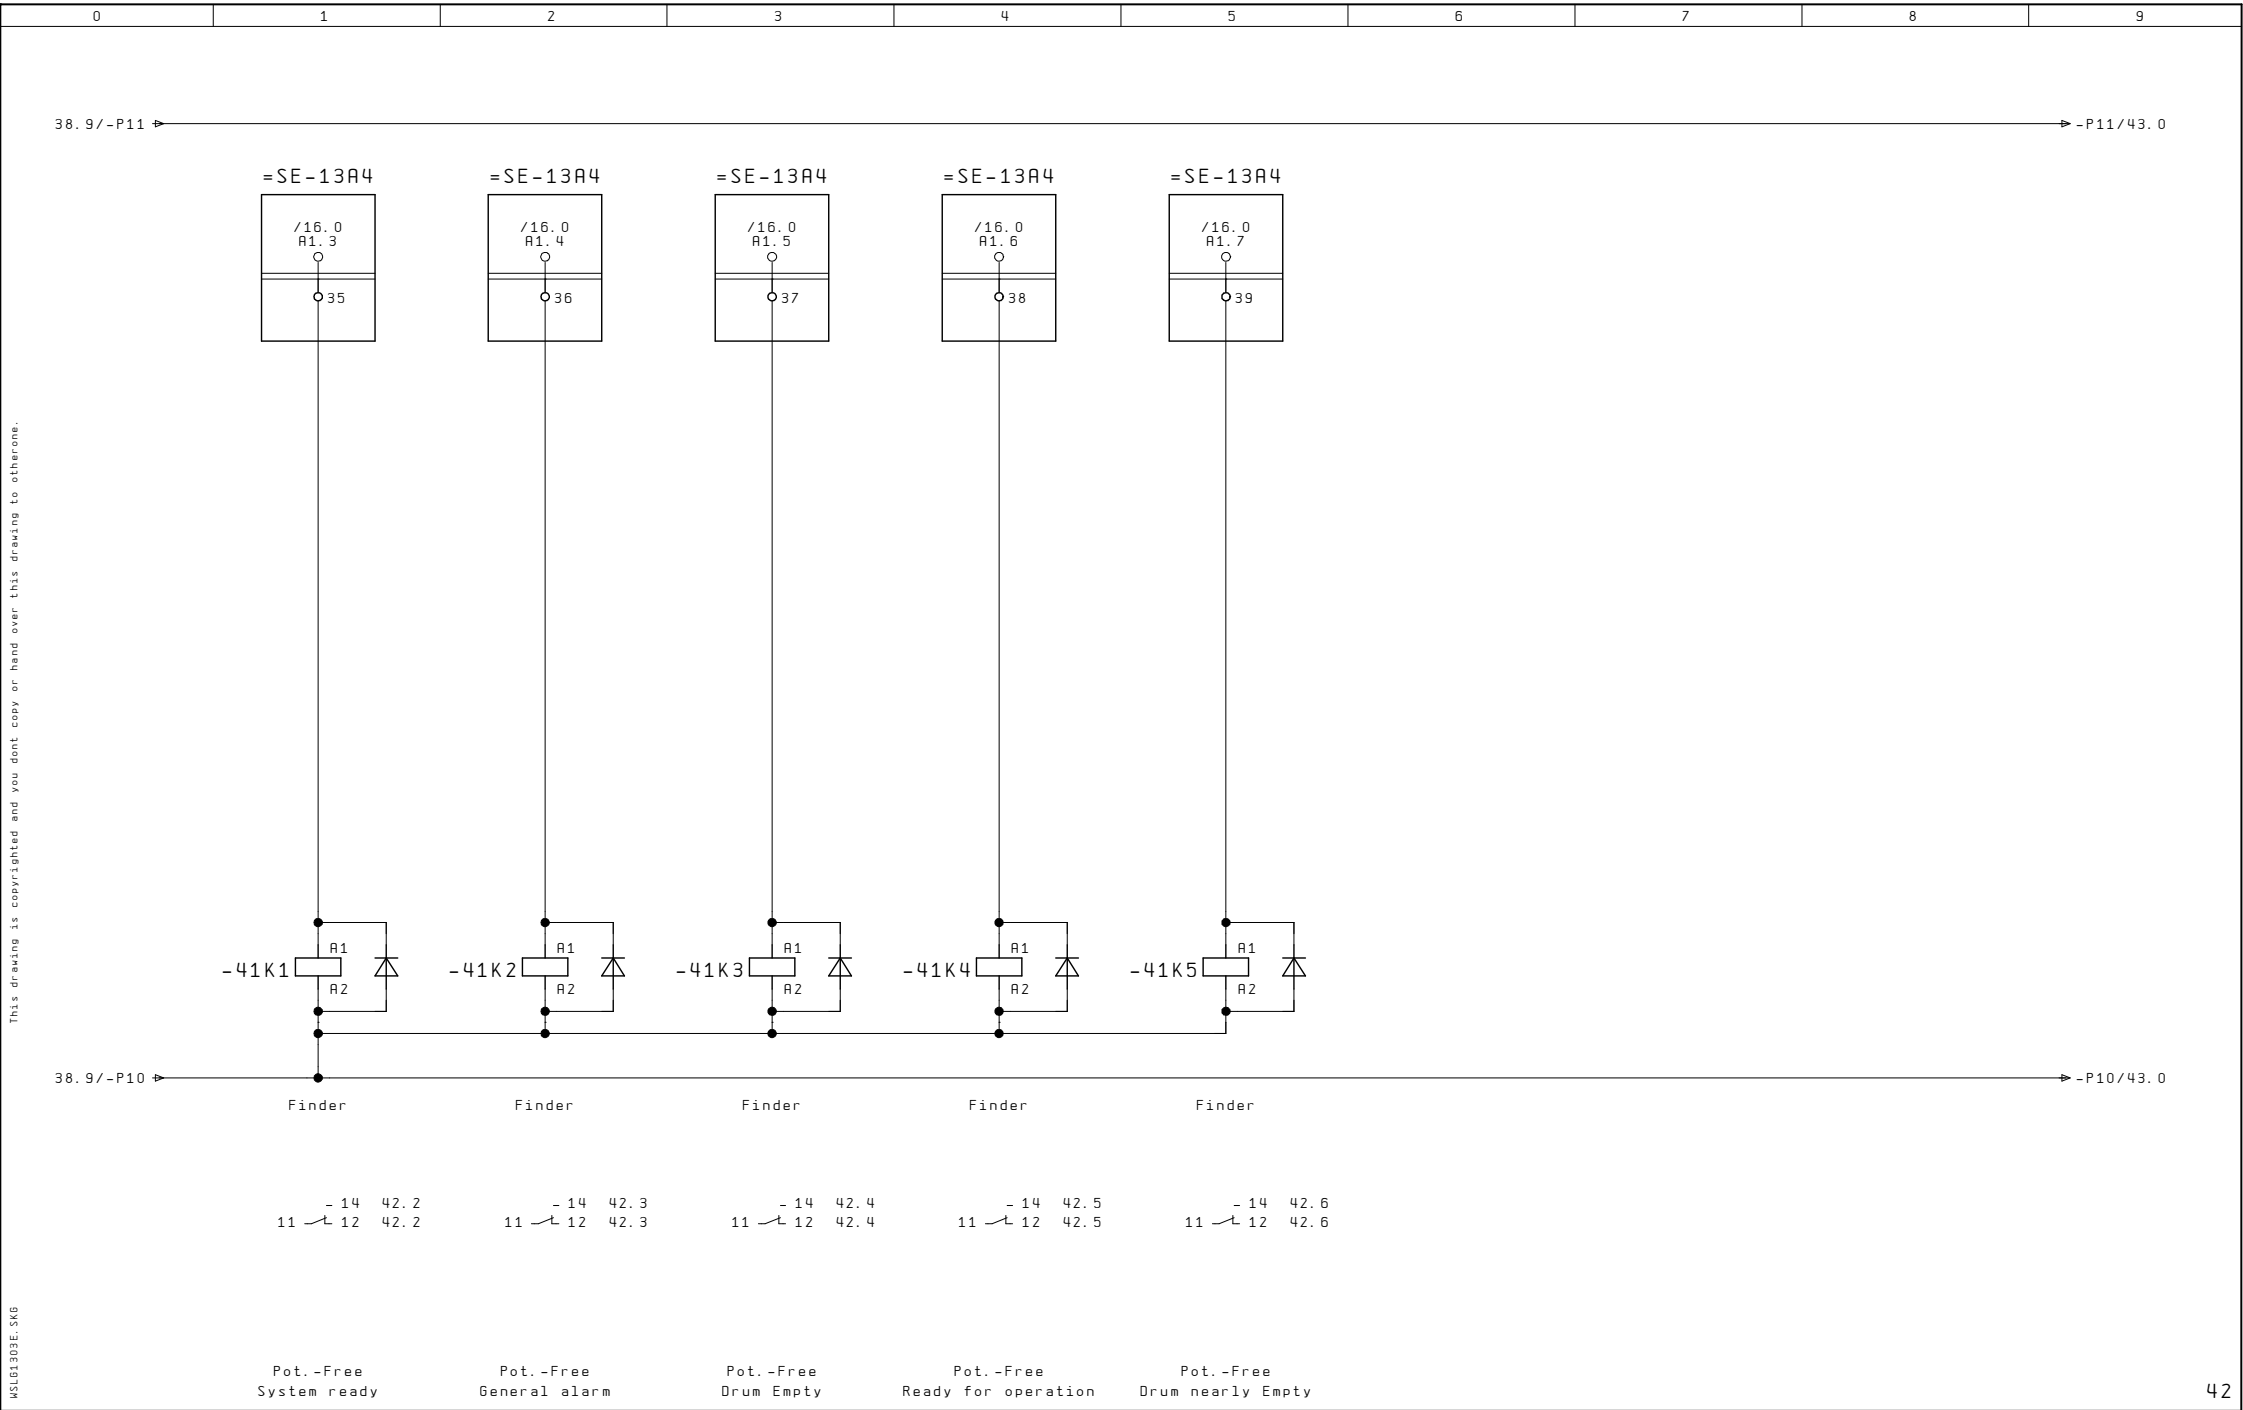 0 1 2 3 4 5 6 7 8 9
38.9/-P11 -P11/43.0
=SE-13A4 =SE-13A4 =SE-13A4 =SE-13A4 =SE-13A4
/16.0 /16.0 /16.0 /16.0 /16.0
A1.3 A1.4 A1.5 A1.6 A1.7
35 36 37 38 39
A1 A1 A1 A1 A1
-41K1 -41K2 -41K3 -41K4 -41K5
A2 A2 A2 A2 A2
38.9/-P10 -P10/43.0
Finder Finder Finder Finder Finder
14 42.2 14 42.3 14 42.4 14 42.5 14 42.6
11 12 42.2 11 12 42.3 11 12 42.4 11 12 42.5 11 12 42.6
Pot.-Free Pot.-Free Pot.-Free Pot.-Free Pot.-Free
System ready General alarm Drum Empty Ready for operation Drum nearly Empty
42
This drawing is copyrighted and you dont copy or hand over this drawing to otherone.
WSLG1303E.SKG